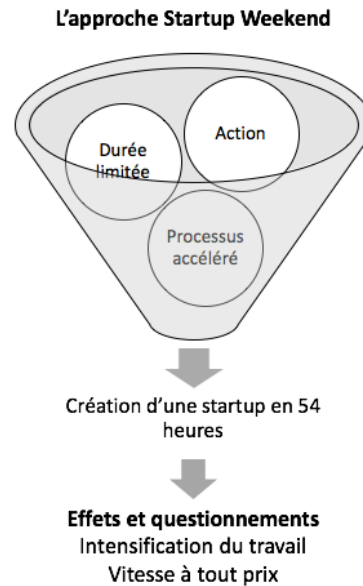 L'approche Startup Weekend
Action
Durée
limitée
Processus
accéléré
Création d'une startup en 54
heures
Effets et questionnements
Intensification du travail
Vitesse à tout prix